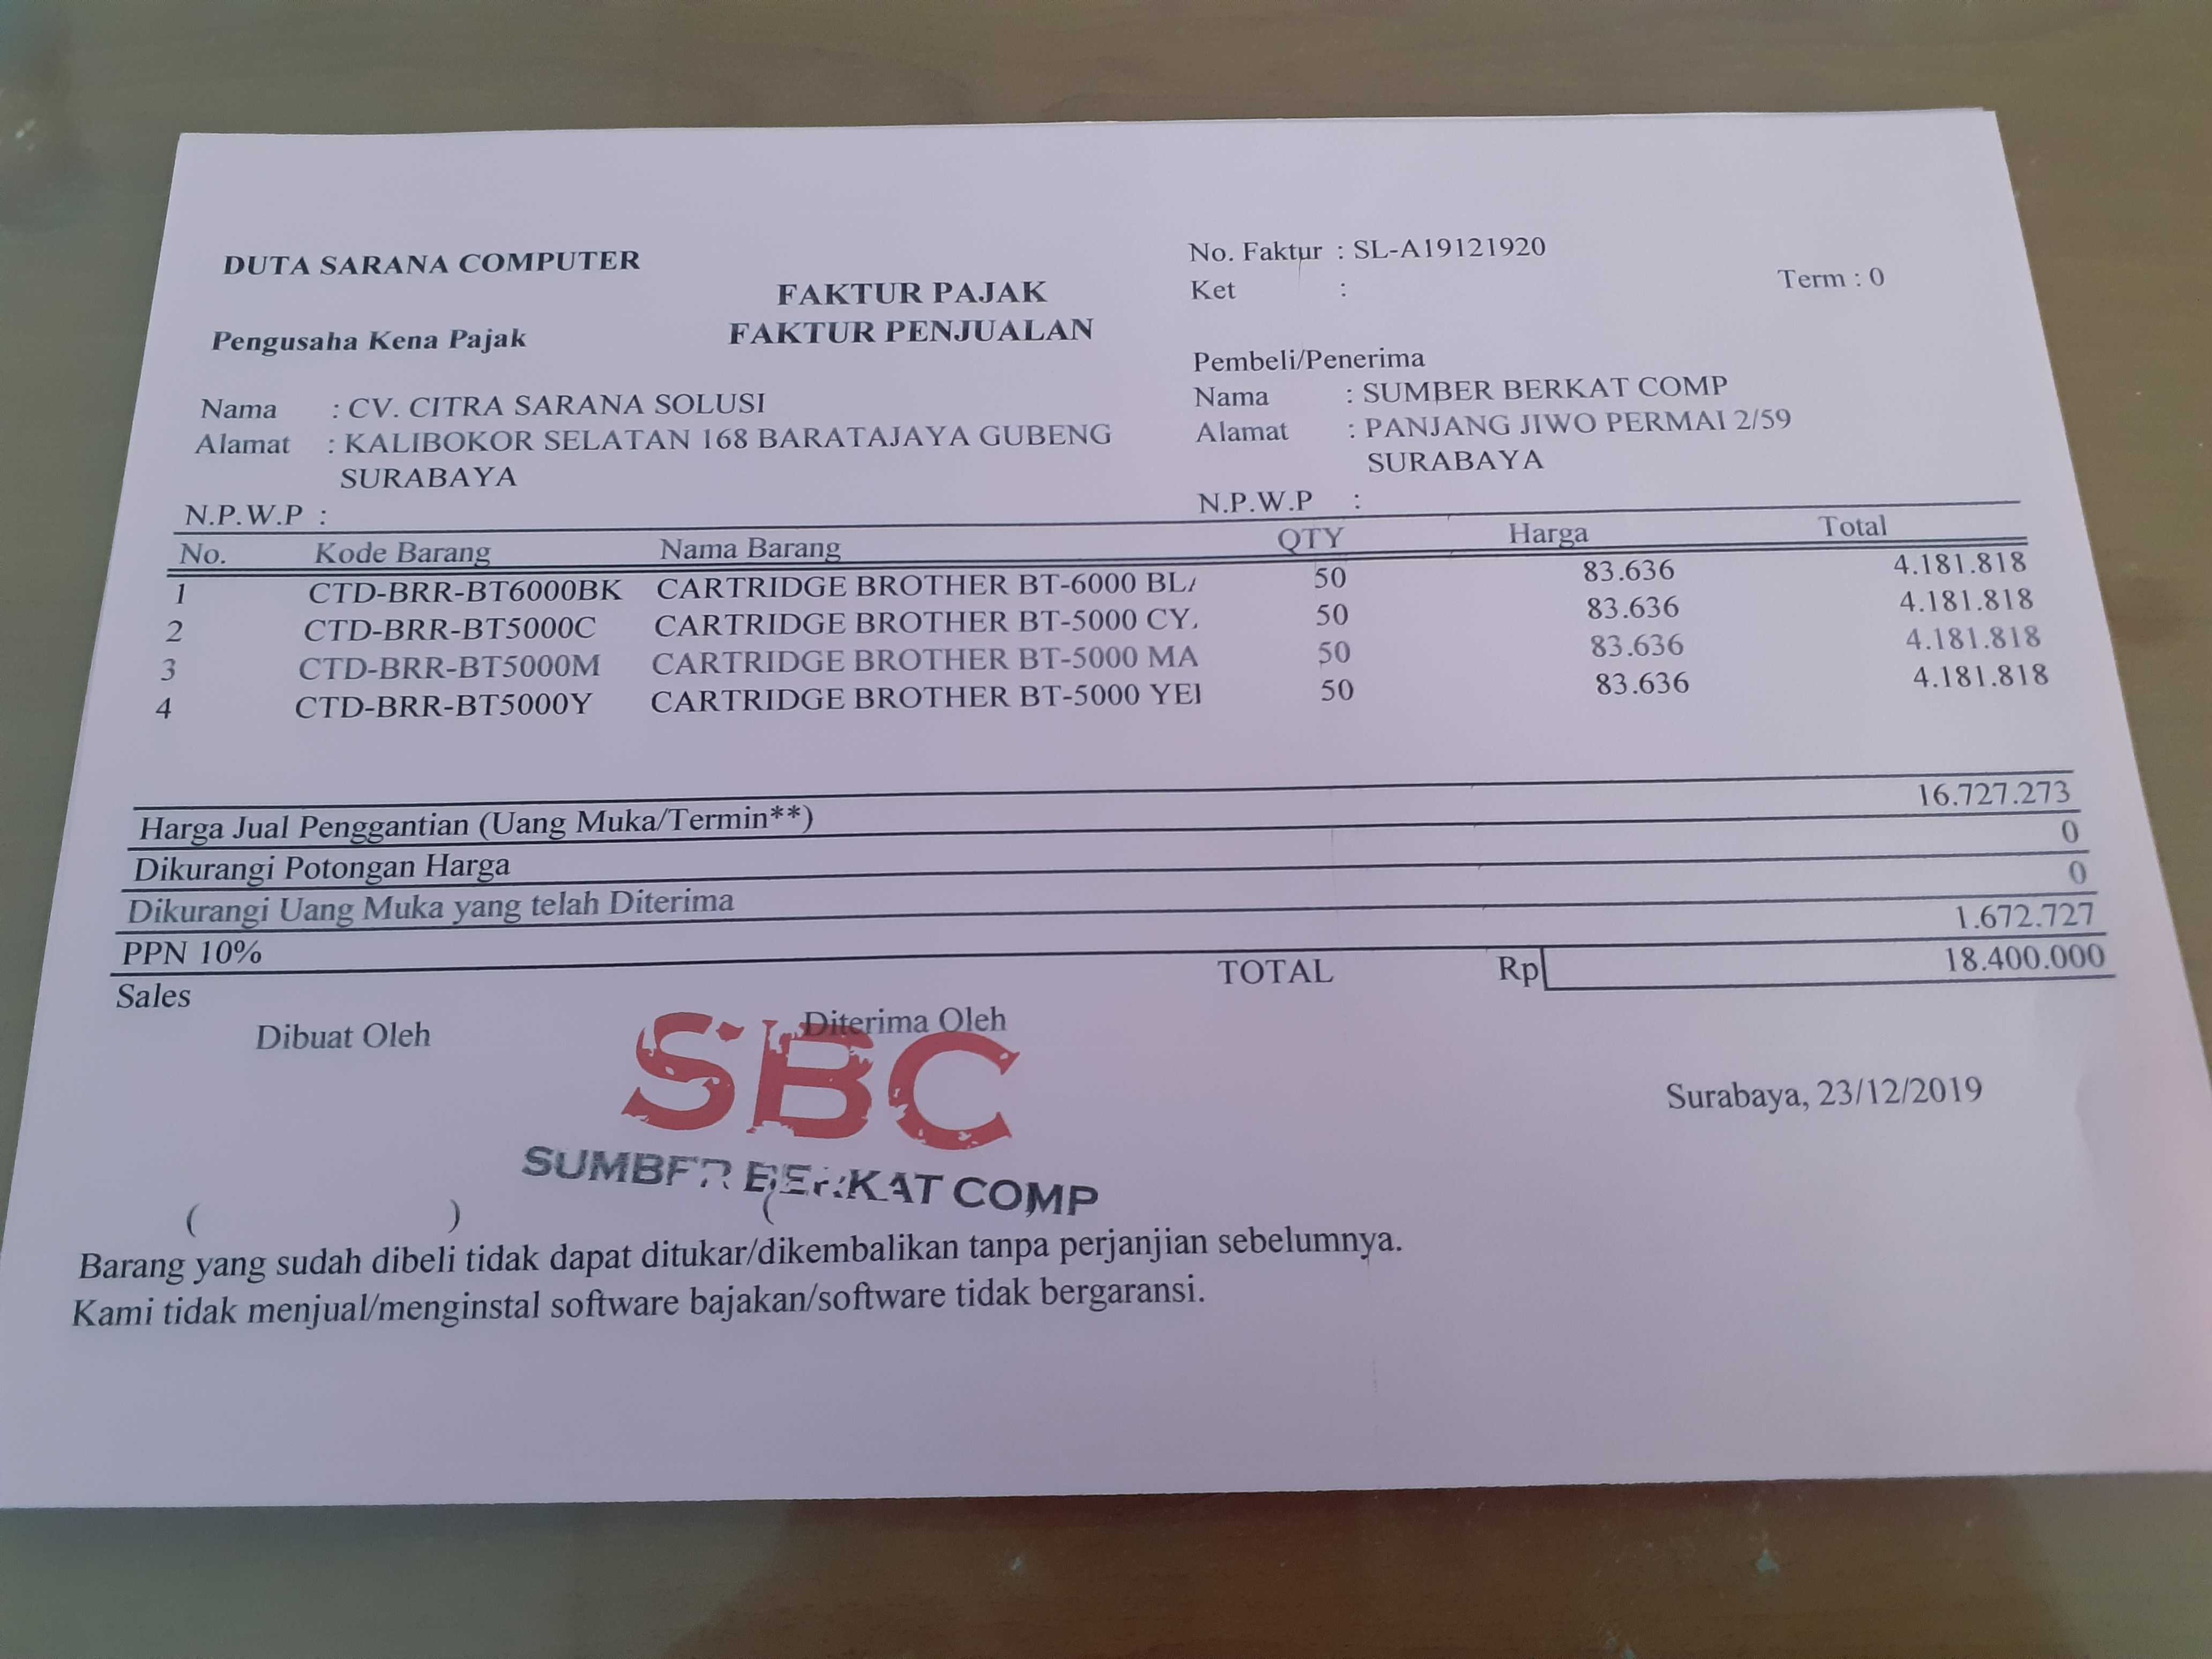 DUTA SARANA COMPUTER
FAKTUR PAJAK
FAKTUR PENJUALAN
No. Faktur : SL-A19121920
Ket :
Term : 0
Pengusaha Kena Pajak
Nama : CV. CITRA SARANA SOLUSI
Alamat : KALIBOKOR SELATAN 168 BARATAJAYA GUBENG
SURABAYA
N.P.W.P :
Pembeli/Penerima
Nama : SUMBER BERKAT COMP
Alamat : PANJANG JIWO PERMAI 2/59
SURABAYA
N.P.W.P :
No. Kode Barang Nama Barang QTY Harga Total
1 CTD-BRR-BT6000BK CARTRIDGE BROTHER BT-6000 50 83.636 4.181.818
2 CTD-BRR-BT5000C CARTRIDGE BROTHER BT-5000 50 83.636 4.181.818
3 CTD-BRR-BT5000M CARTRIDGE BROTHER BT-5000 MA 50 83.636 4.181.818
4 CTD-BRR-BT5000Y CARTRIDGE BROTHER BT-5000 50 83.636 4.181.818
Harga Jual Penggantian (Uang Muka/Termin**) 16.727.273
Dikurangi Potongan Harga 0
Dikurangi Uang Muka yang telah Diterima 0
PPN 10% 1.672.727
Sales TOTAL Rp 18.400.000
Dibuat Oleh Diterima Oleh
SBC
SUMBER BERKAT COMP
Surabaya, 23/12/2019
( ) (
Barang yang sudah dibeli tidak dapat ditukar/dikembalikan tanpa perjanjian sebelumnya.
Kami tidak menjual/menginstal software bajakan/software tidak bergaransi.